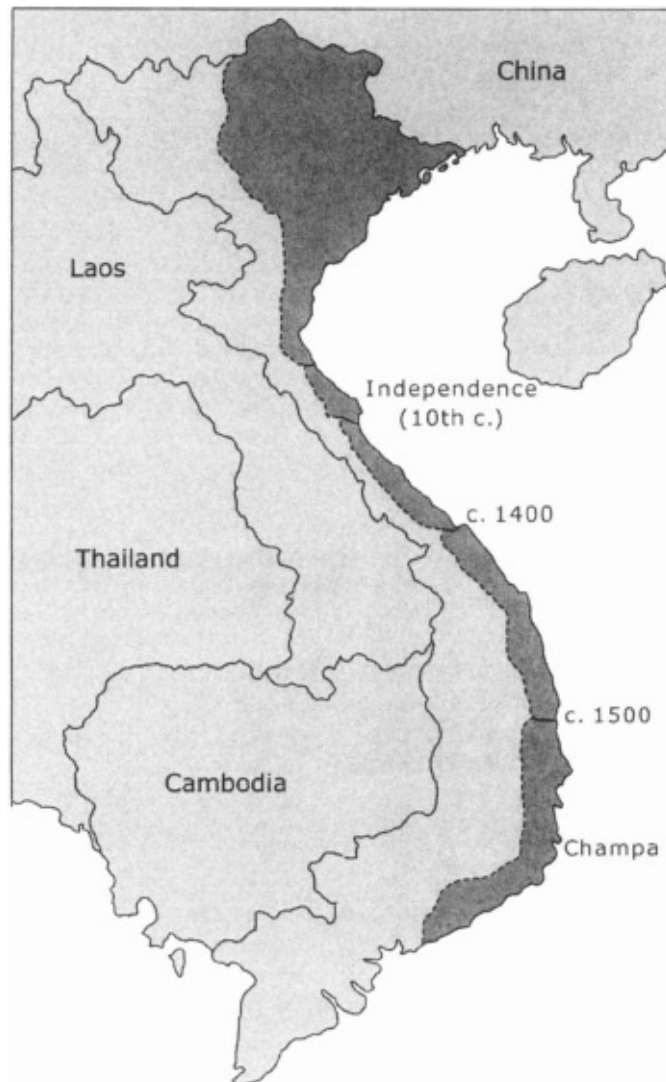 China
Laos
Independence
(10th c.)
c. 1400
Thailand
c. 1500
Cambodia
Champa